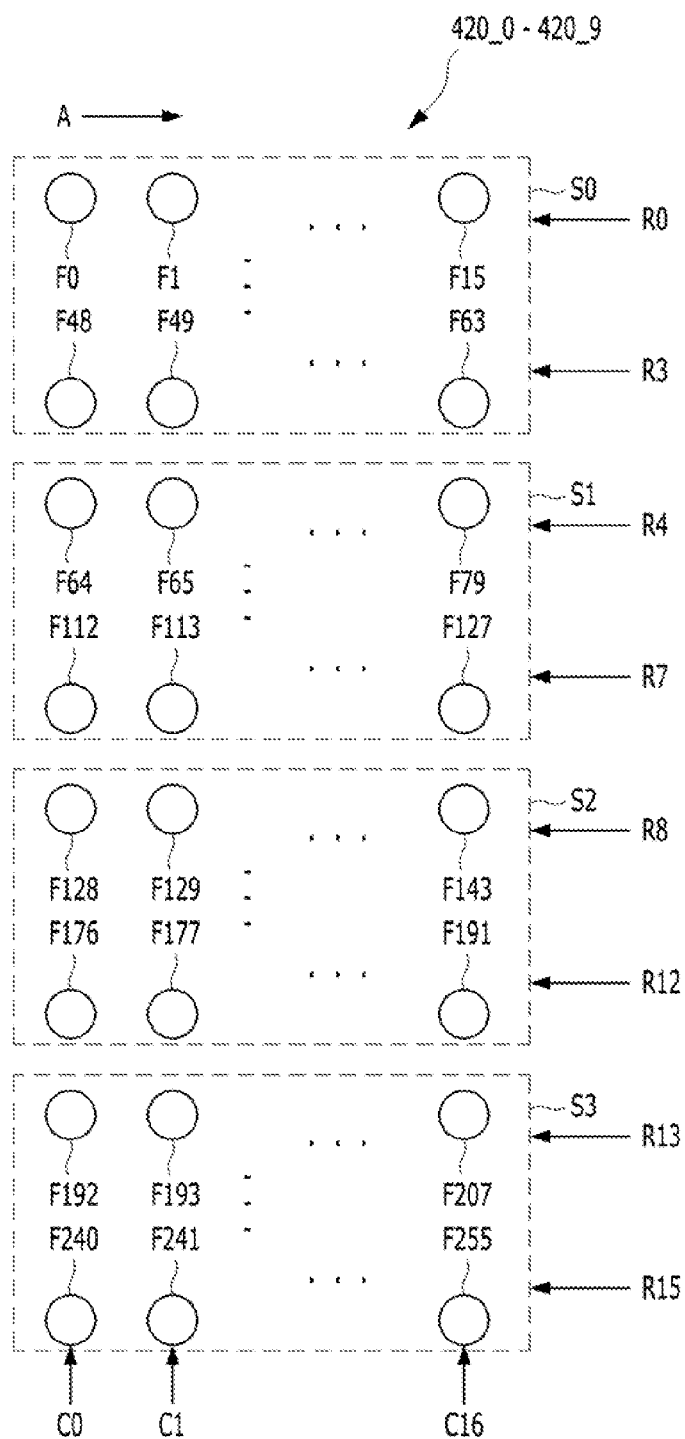 420_0 - 420_9
A
S0
R0
F0 F1 F15
F48 F49 F63
R3
S1
R4
F64 F65 F79
F112 F113 F127
R7
S2
R8
F128 F129 F143
F176 F177 F191
R12
S3
R13
F192 F193 F207
F240 F241 F255
R15
C0 C1 C16